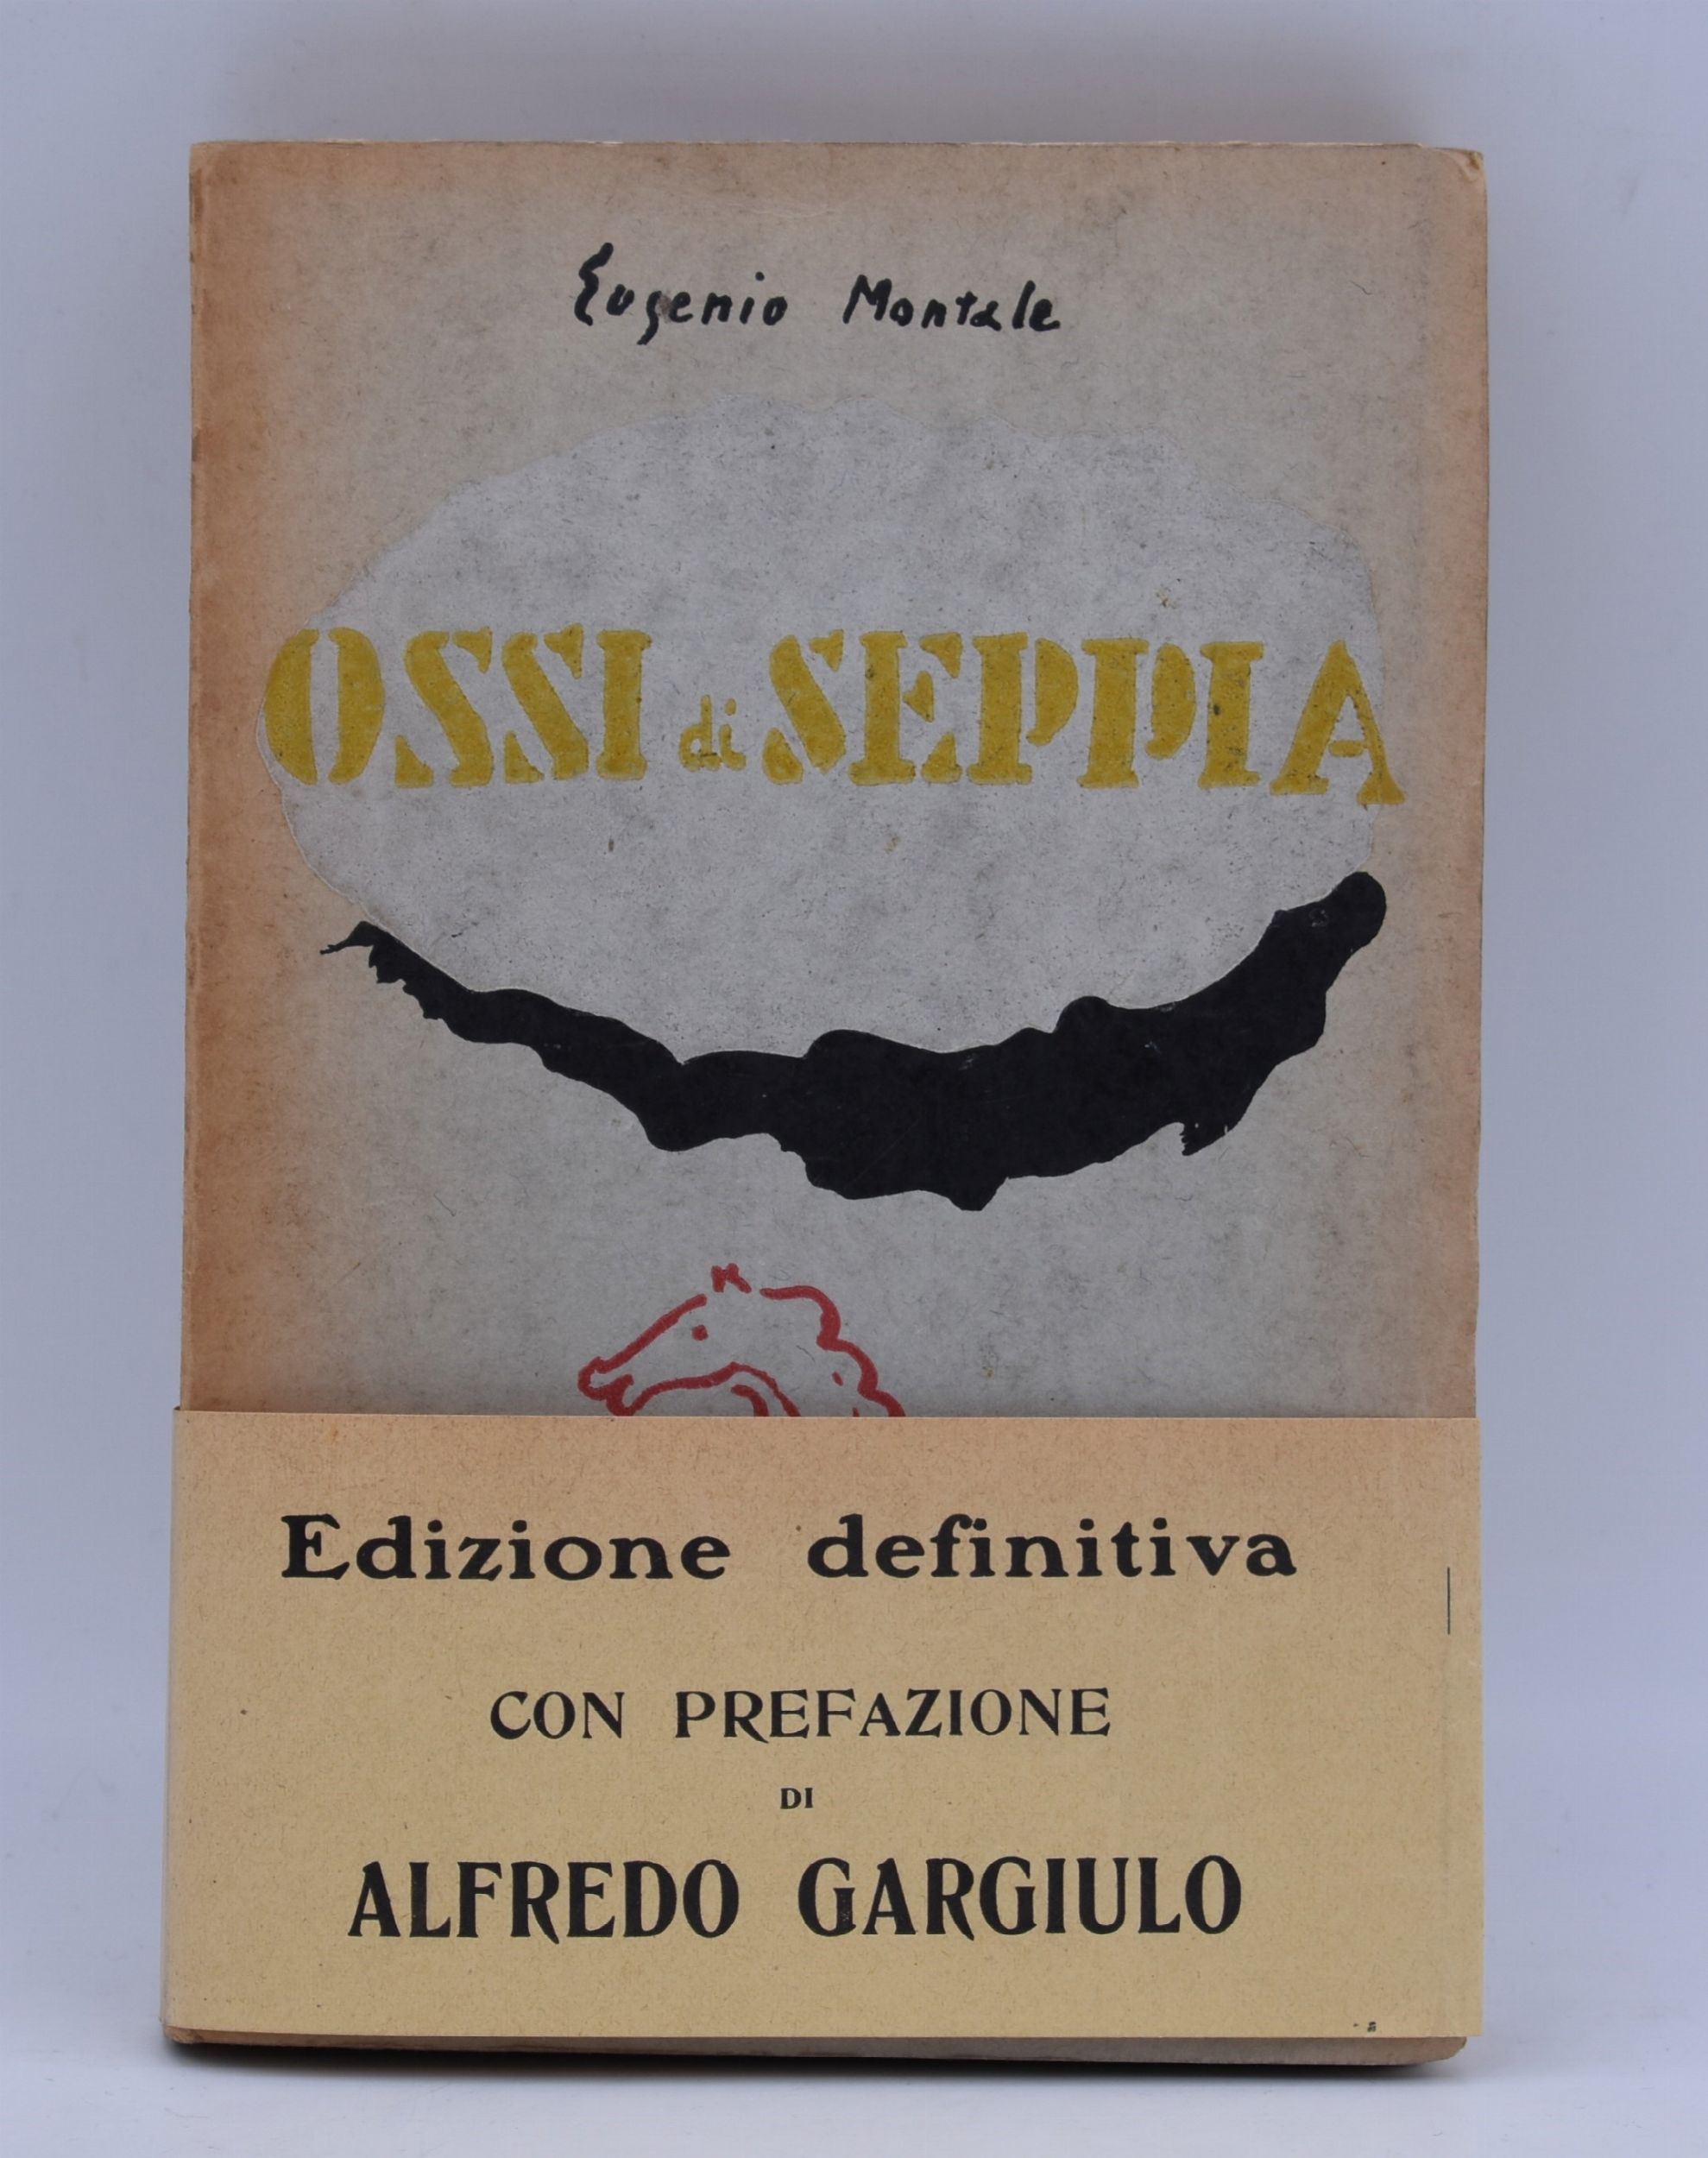 Eugenio Montale
OSSI di SEPPIA
Edizione definitiva
CON PREFAZIONE
DI
ALFREDO GARGIULO